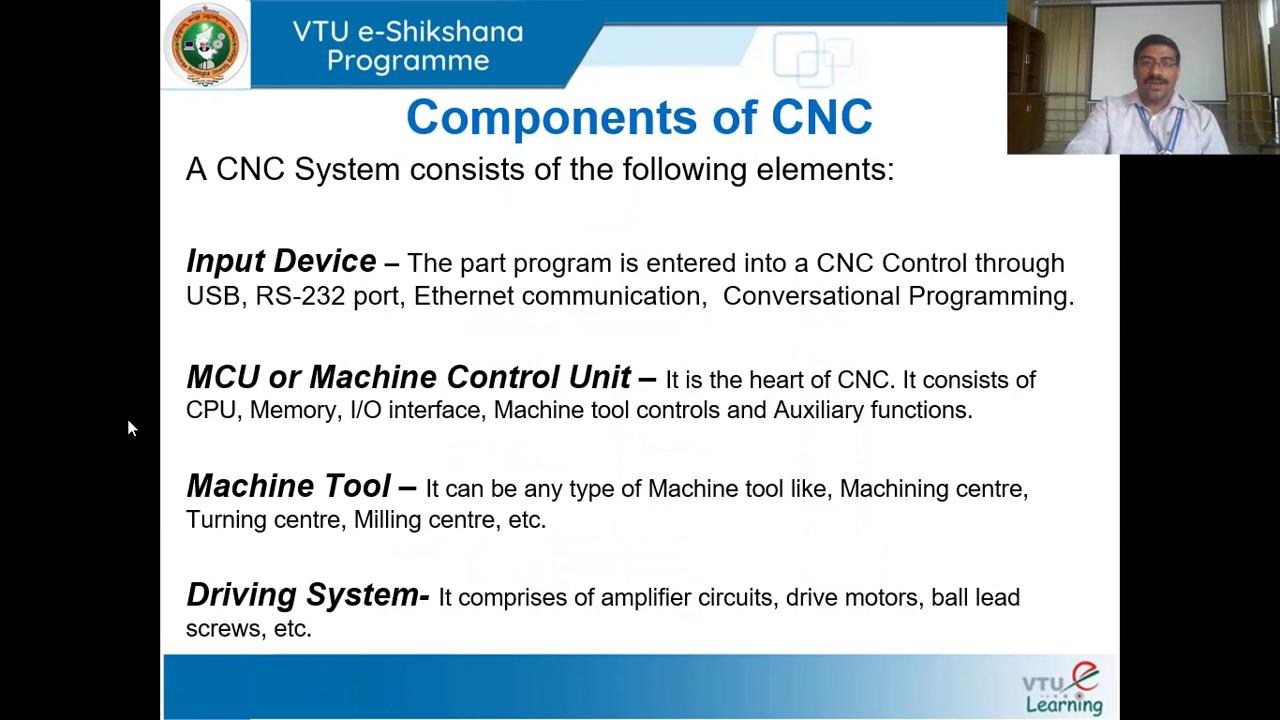 VTU e-Shikshana
Programme
Components of CNC
A CNC System consists of the following elements:
Input Device – The part program is entered into a CNC Control through
USB, RS-232 port, Ethernet communication, Conversational Programming.
MCU or Machine Control Unit – It is the heart of CNC. It consists of
CPU, Memory, I/O interface, Machine tool controls and Auxiliary functions.
Machine Tool – It can be any type of Machine tool like, Machining centre,
Turning centre, Milling centre, etc.
Driving System- It comprises of amplifier circuits, drive motors, ball lead
screws, etc.
VTU e
Learning